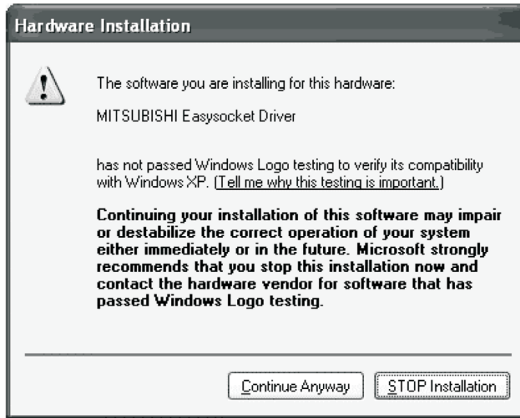 Hardware Installation
The software you are installing for this hardware:
MITSUBISHI Easysocket Driver
has not passed Windows Logo testing to verify its compatibility
with Windows XP. (Tell me why this testing is important.)
Continuing your installation of this software may impair
or destabilize the correct operation of your system
either immediately or in the future. Microsoft strongly
recommends that you stop this installation now and
contact the hardware vendor for software that has
passed Windows Logo testing.
Continue Anyway
STOP Installation